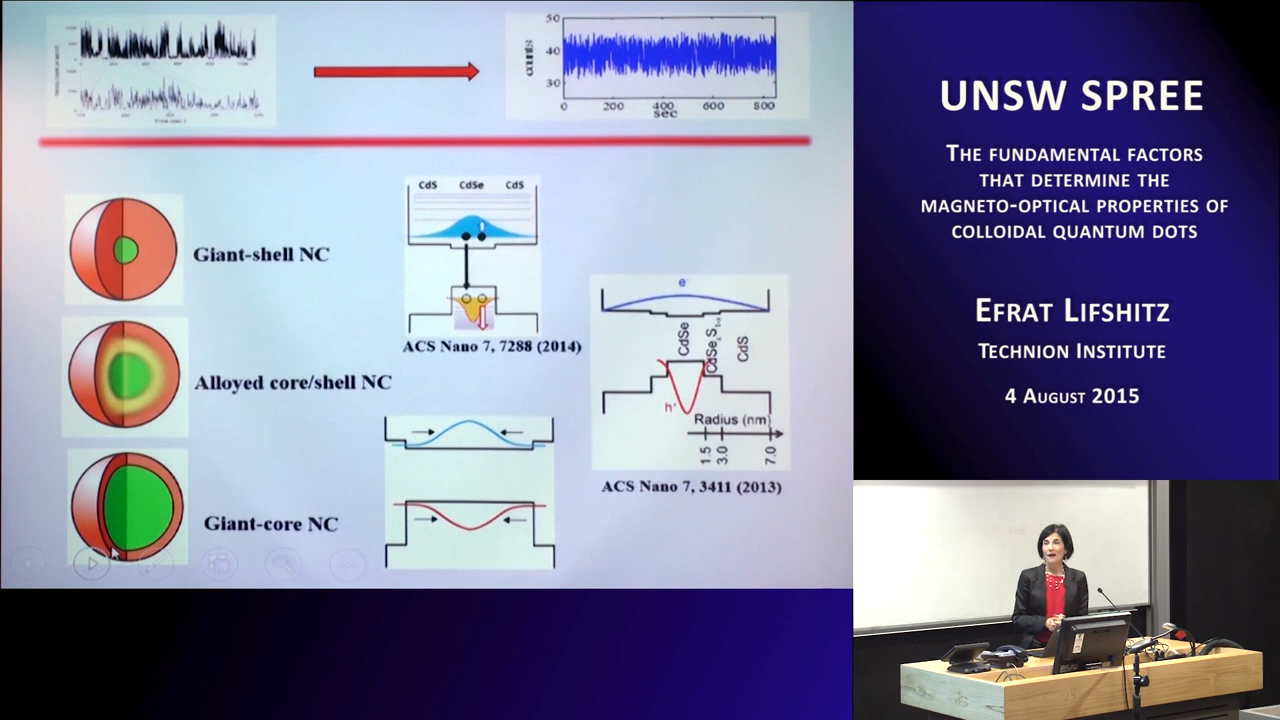 50
40
30
counts
0
200
400
600
800
sec
CdS CdSe CdS
Giant-shell NC
ACS Nano 7, 7288 (2014)
Alloyed core/shell NC
e-
CdSe
CdS
h+
Radius (nm)
1.5
3.0
7.0
ACS Nano 7, 3411 (2013)
Giant-core NC
UNSW SPREE
The fundamental factors
that determine the
magneto-optical properties of
colloidal quantum dots
Efrat Lifshitz
Technion Institute
4 August 2015